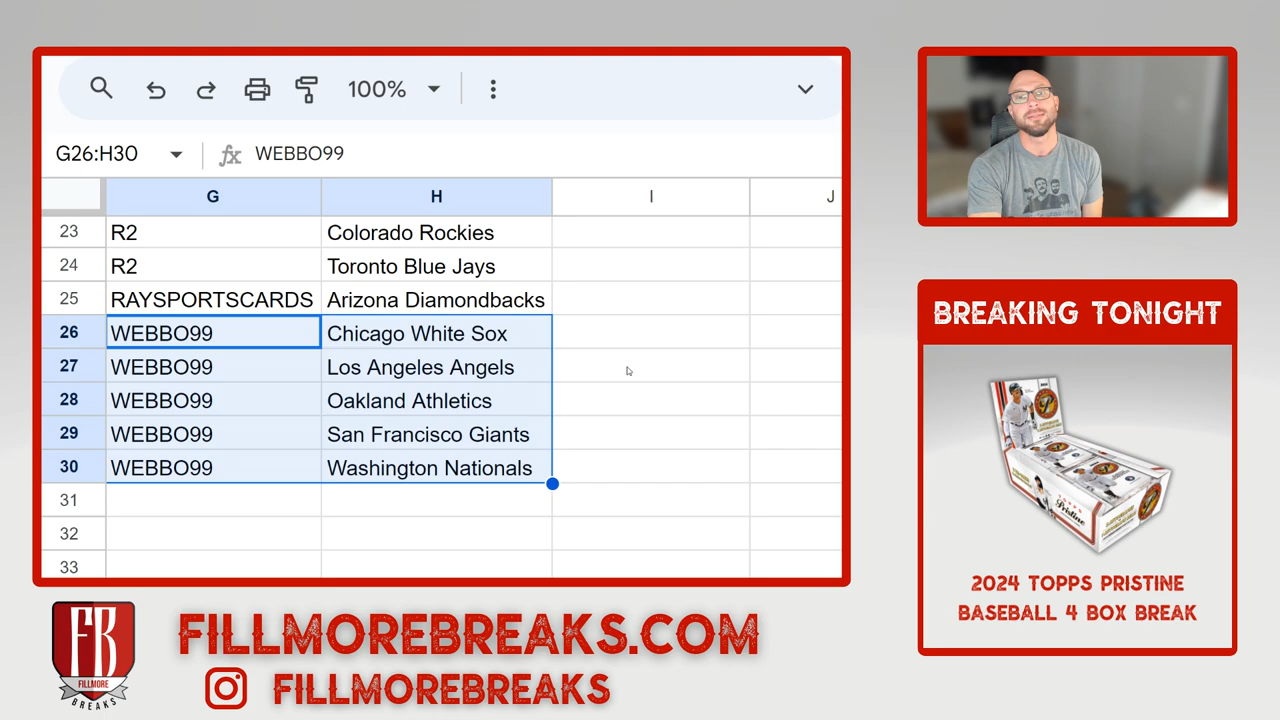 100%
G26:H30
fx WEBBO99
G H I J
23 R2 Colorado Rockies
24 R2 Toronto Blue Jays
25 RAYSPORTSCARDS Arizona Diamondbacks
26 WEBBO99 Chicago White Sox
27 WEBBO99 Los Angeles Angels
28 WEBBO99 Oakland Athletics
29 WEBBO99 San Francisco Giants
30 WEBBO99 Washington Nationals
31
32
33
BREAKING TONIGHT
Pristine
2024 TOPPS PRISTINE
BASEBALL 4 BOX BREAK
FB
FILLMORE
BREAKS
FILLMOREBREAKS.COM
FILLMOREBREAKS